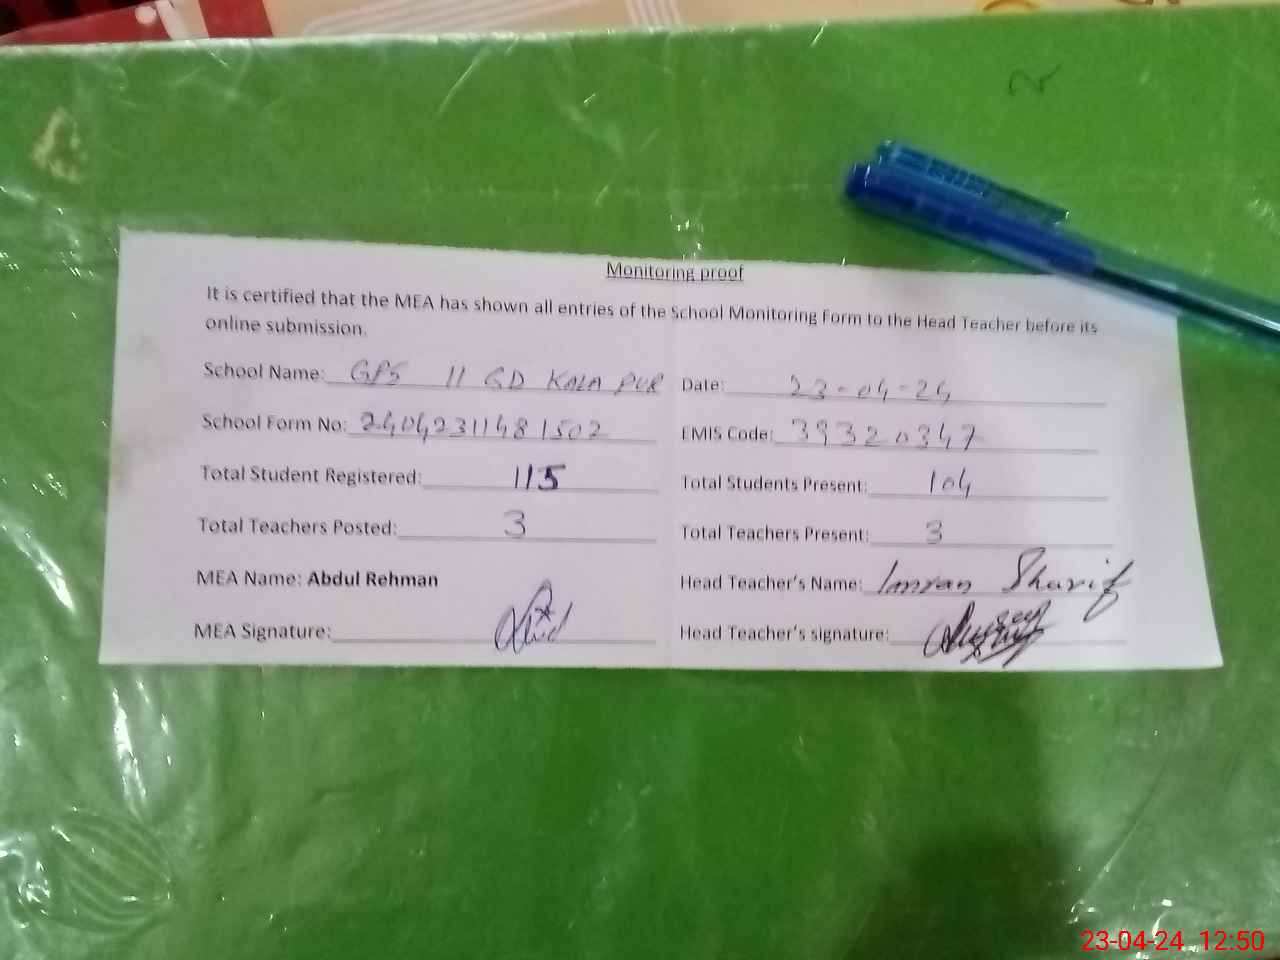 Monitoring proof
It is certified that the MEA has shown all entries of the School Monitoring Form to the Head Teacher before its
online submission.
School Name: GPS 11 GD KALA PUR Date: 23-04-24
School Form No: 24042311481502 EMIS Code: 39320347
Total Student Registered: 115 Total Students Present: 104
Total Teachers Posted: 3 Total Teachers Present: 3
MEA Name: Abdul Rehman Head Teacher's Name: Imran Sharif
MEA Signature: Head Teacher's signature:
23-04-24 12:50